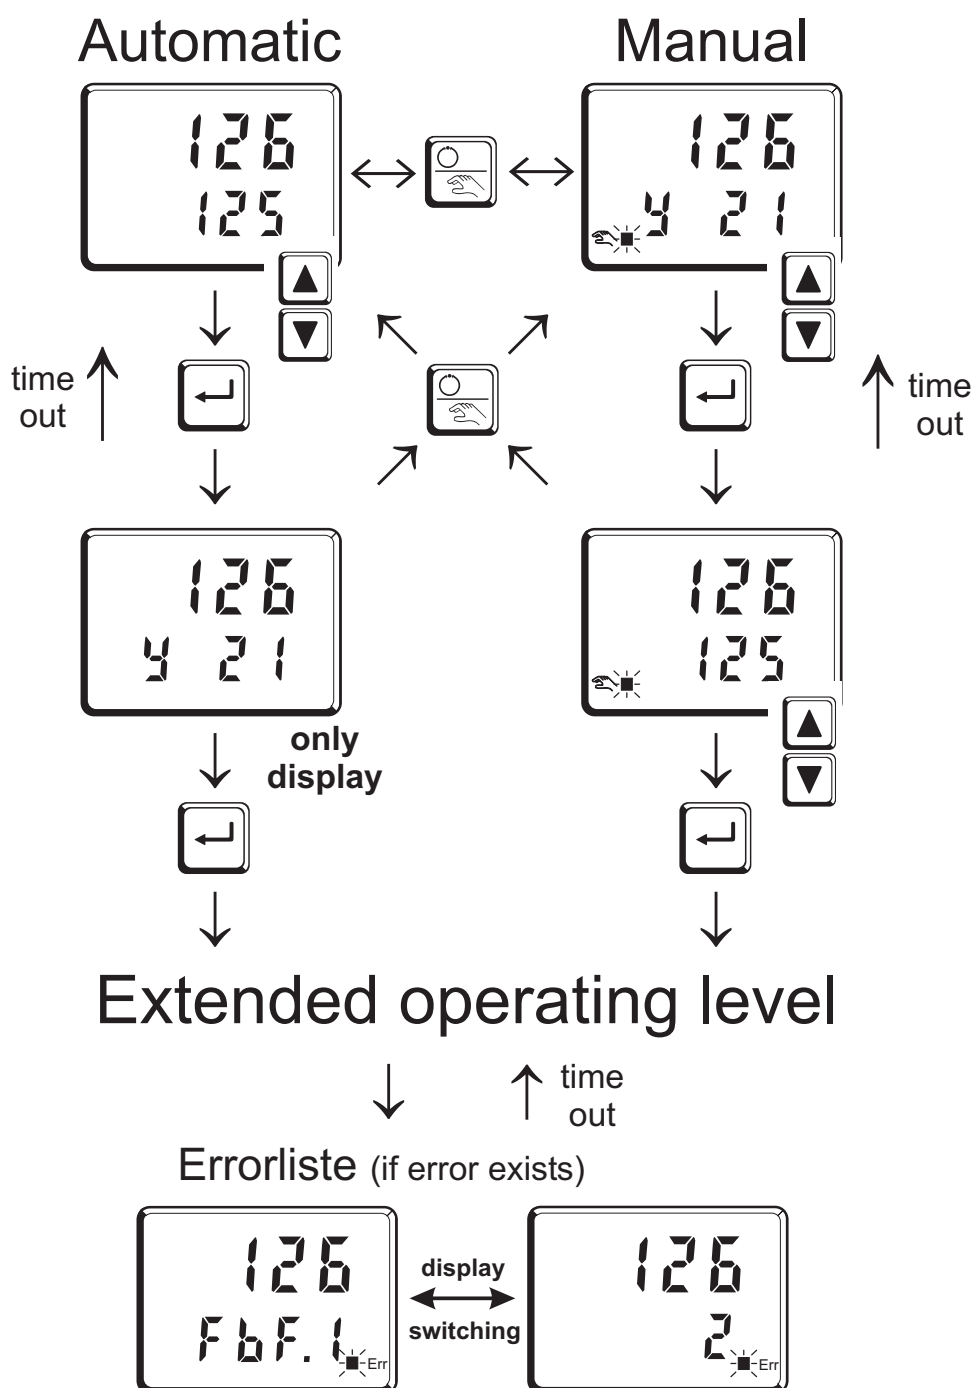 Automatic
Manual
126
125
126
Y 21
time
out
time
out
126
Y 21
126
125
only
display
Extended operating level
time
out
Errorliste (if error exists)
126
FbF.1
Err
display
switching
126
2
Err